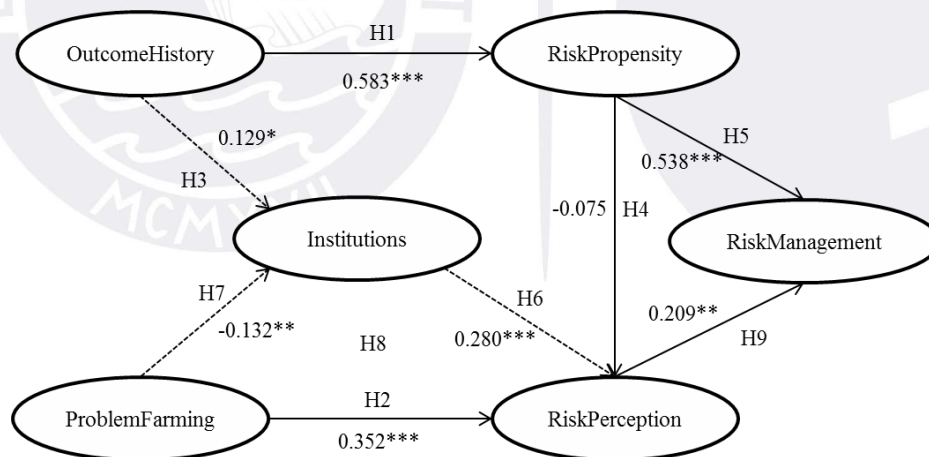 H1
OutcomeHistory
RiskPropensity
0.583***
0.129*
H5
0.538***
H3
-0.075
H4
Institutions
RiskManagement
H7
H6
-0.132**
0.280***
0.209**
H8
H9
H2
ProblemFarming
RiskPerception
0.352***